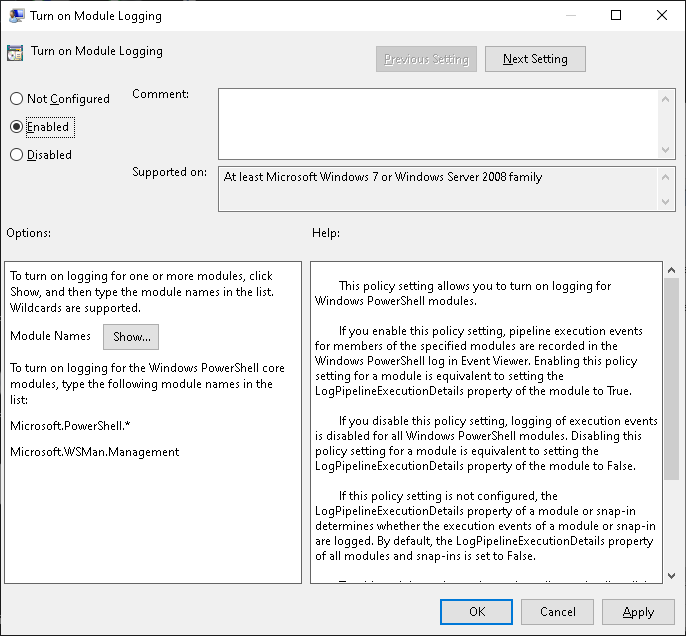 Turn on Module Logging
Turn on Module Logging
Previous Setting
Next Setting
Not Configured
Comment:
Enabled
Disabled
Supported on:
At least Microsoft Windows 7 or Windows Server 2008 family
Options:
Help:
To turn on logging for one or more modules, click
Show, and then type the module names in the list.
Wildcards are supported.
Module Names
Show...
To turn on logging for the Windows PowerShell core
modules, type the following module names in the
list:
Microsoft.PowerShell.*
Microsoft.WSMan.Management
This policy setting allows you to turn on logging for
Windows PowerShell modules.
If you enable this policy setting, pipeline execution events
for members of the specified modules are recorded in the
Windows PowerShell log in Event Viewer. Enabling this policy
setting for a module is equivalent to setting the
LogPipelineExecutionDetails property of the module to True.
If you disable this policy setting, logging of execution events
is disabled for all Windows PowerShell modules. Disabling this
policy setting for a module is equivalent to setting the
LogPipelineExecutionDetails property of the module to False.
If this policy setting is not configured, the
LogPipelineExecutionDetails property of a module or snap-in
determines whether the execution events of a module or snap-in
are logged. By default, the LogPipelineExecutionDetails property
of all modules and snap-ins is set to False.
OK
Cancel
Apply